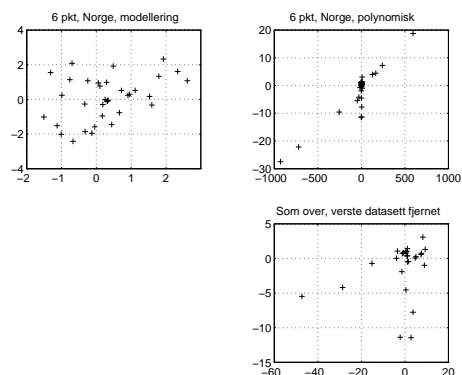 6 pkt, Norge, modellering
4
2
0
−2
−4
−2 −1 0 1 2
6 pkt, Norge, polynomisk
20
10
0
−10
−20
−30
−1000 −500 0 500 1000
Som over, verste datasett fjernet
5
0
−5
−10
−15
−60 −40 −20 0 20